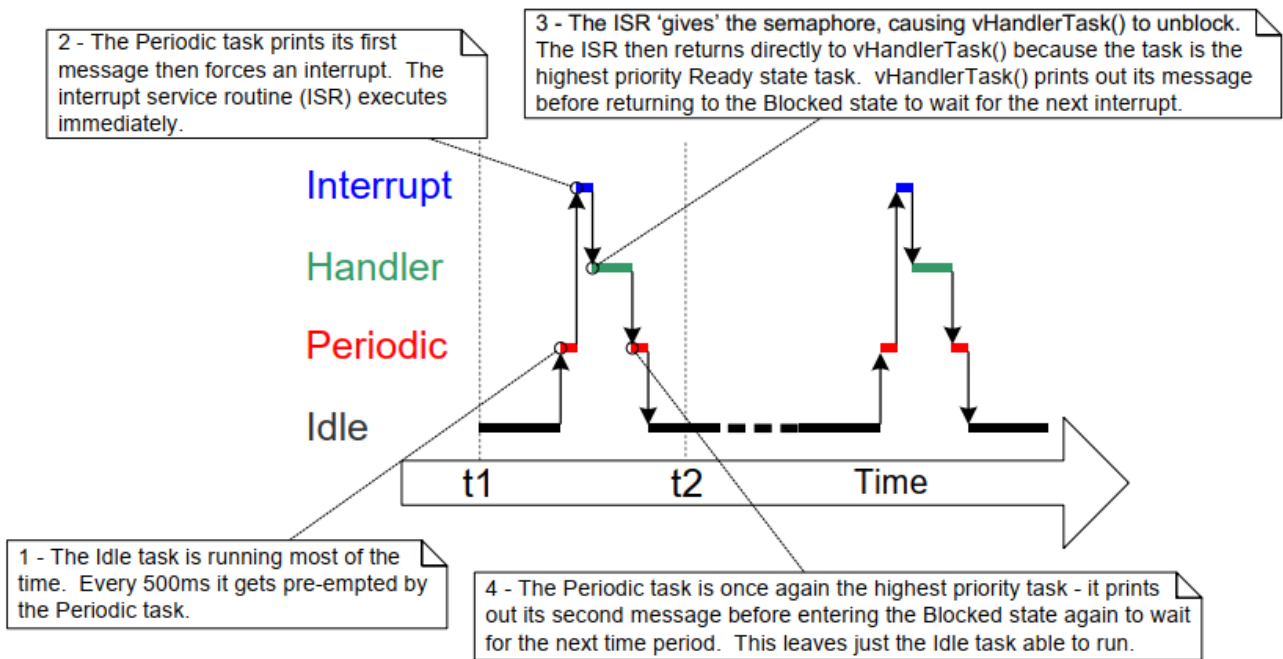 2 - The Periodic task prints its first
message then forces an interrupt.  The
interrupt service routine (ISR) executes
immediately.
3 - The ISR ‘gives’ the semaphore, causing vHandlerTask() to unblock.
The ISR then returns directly to vHandlerTask() because the task is the
highest priority Ready state task.  vHandlerTask() prints out its message
before returning to the Blocked state to wait for the next interrupt.
Interrupt
Handler
Periodic
Idle
t1
t2
Time
1 - The Idle task is running most of the
time.  Every 500ms it gets pre-empted by
the Periodic task.
4 - The Periodic task is once again the highest priority task - it prints
out its second message before entering the Blocked state again to wait
for the next time period.  This leaves just the Idle task able to run.